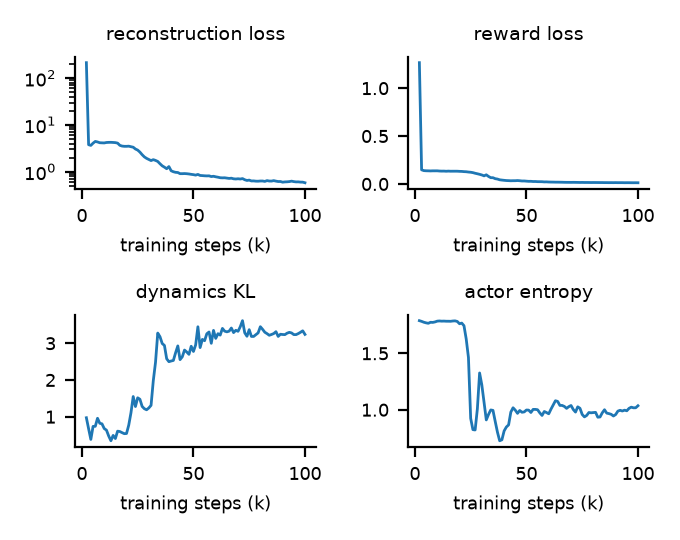 reconstruction loss
reward loss
10²
10¹
10⁰
0
50
100
training steps (k)
1.0
0.5
0.0
0
50
100
training steps (k)
dynamics KL
actor entropy
3
2
1
0
50
100
training steps (k)
1.5
1.0
0
50
100
training steps (k)